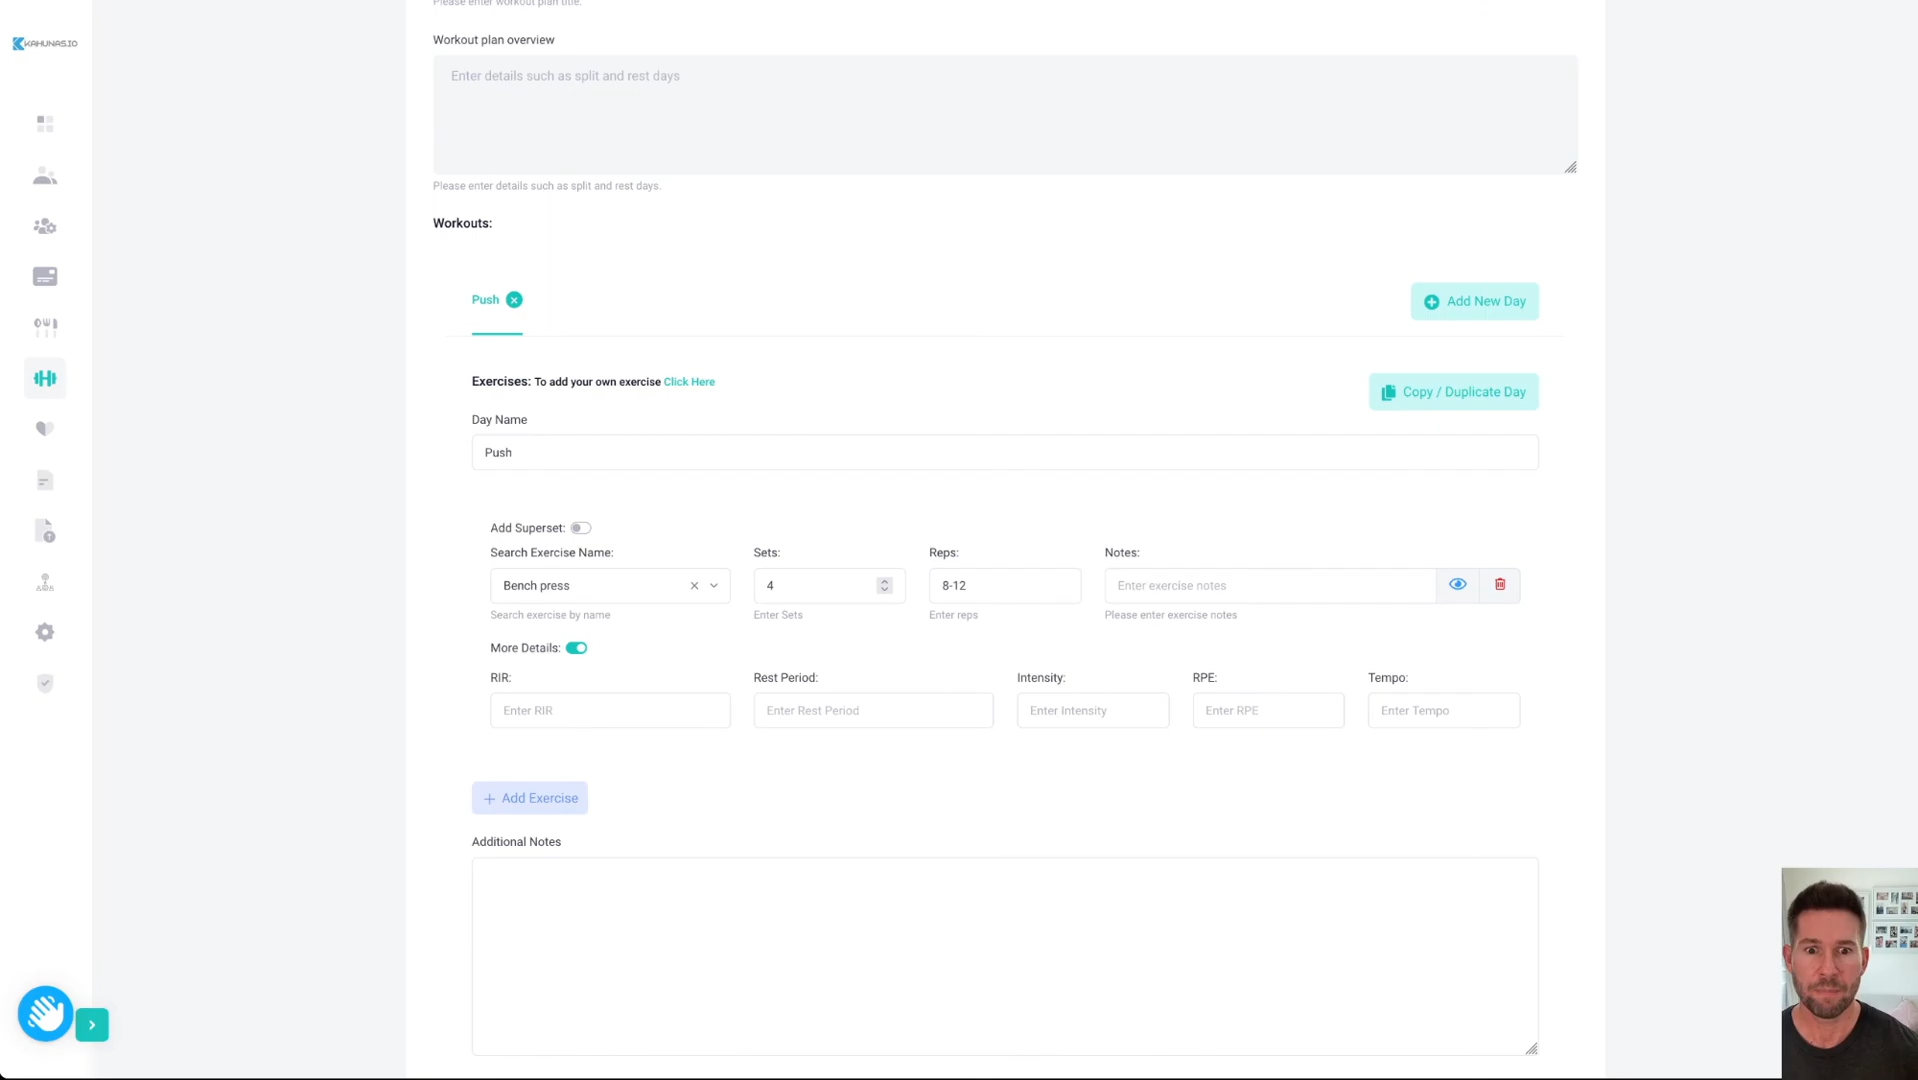 Please enter workout plan title.
KAHUNAS.IO
Workout plan overview
Enter details such as split and rest days
Please enter details such as split and rest days.
Workouts:
Push
Add New Day
Exercises: To add your own exercise Click Here
Copy / Duplicate Day
Day Name
Push
Add Superset:
Search Exercise Name: Sets: Reps: Notes:
Bench press 4 8-12 Enter exercise notes
Search exercise by name Enter Sets Enter reps Please enter exercise notes
More Details:
RIR: Rest Period: Intensity: RPE: Tempo:
Enter RIR Enter Rest Period Enter Intensity Enter RPE Enter Tempo
Add Exercise
Additional Notes